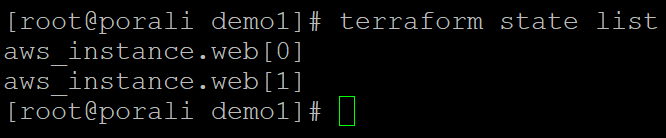 [root@porali demo1]# terraform state list
aws_instance.web[0]
aws_instance.web[1]
[root@porali demo1]#